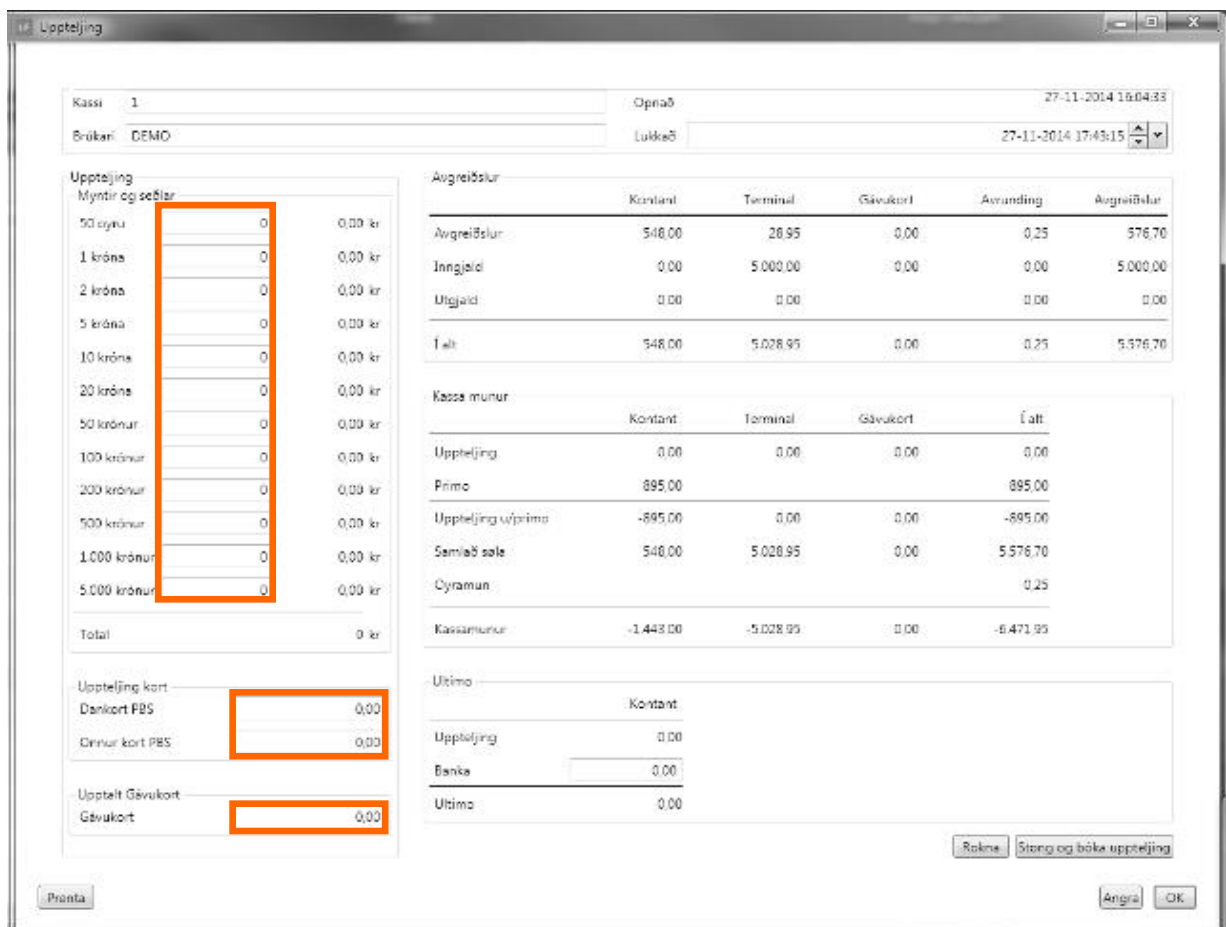 Uppteljing
Kassi 1 Opnað 27-11-2014 16:04:33
Brúkari DEMO Lukkað 27-11-2014 17:43:15
Uppteljing
Myntir og seðlar
50 oyru 0 0,00 kr
1 króna 0 0,00 kr
2 króna 0 0,00 kr
5 króna 0 0,00 kr
10 króna 0 0,00 kr
20 króna 0 0,00 kr
50 krónur 0 0,00 kr
100 krónur 0 0,00 kr
200 krónur 0 0,00 kr
500 krónur 0 0,00 kr
1.000 krónur 0 0,00 kr
5.000 krónur 0 0,00 kr
Total 0 kr
Uppteljing kort
Dankort PBS 0,00
Onnur kort PBS 0,00
Upptalt Gávukort
Gávukort 0,00
Avgreiðslur
Kontant Terminal Gávukort Avrunding Avgreiðslur
Avgreiðslur 548,00 28,95 0,00 0,25 576,70
Inngjald 0,00 5.000,00 0,00 0,00 5.000,00
Utgjald 0,00 0,00 0,00 0,00
Í alt 548,00 5.028,95 0,00 0,25 5.576,70
Kassa munur
Kontant Terminal Gávukort Í alt
Uppteljing 0,00 0,00 0,00 0,00
Primo 895,00 895,00
Uppteljing u/primo -895,00 0,00 0,00 -895,00
Samlað søla 548,00 5.028,95 0,00 5.576,70
Oyramun 0,25
Kassamunur -1.443,00 -5.028,95 0,00 -6.471,95
Ultimo
Kontant
Uppteljing 0,00
Banka 0,00
Ultimo 0,00
Rokna Steng og bóka uppteljing
Prenta Angra OK